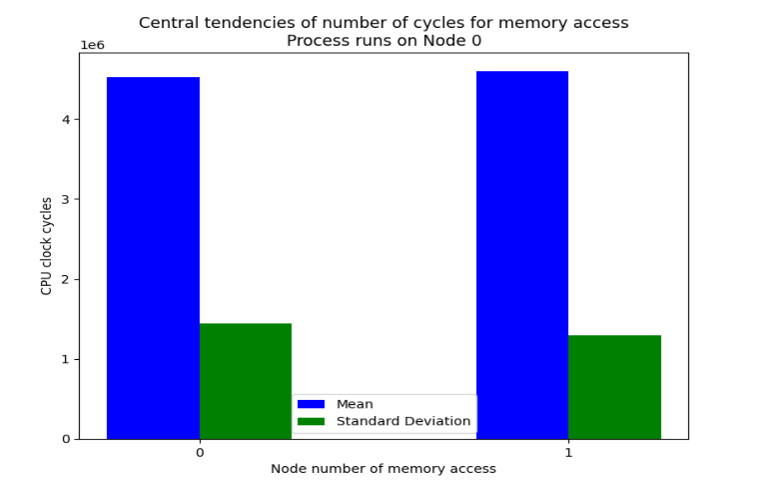 Central tendencies of number of cycles for memory access
Process runs on Node 0
1e6
4
3
2
1
0
CPU clock cycles
Mean
Standard Deviation
0
1
Node number of memory access